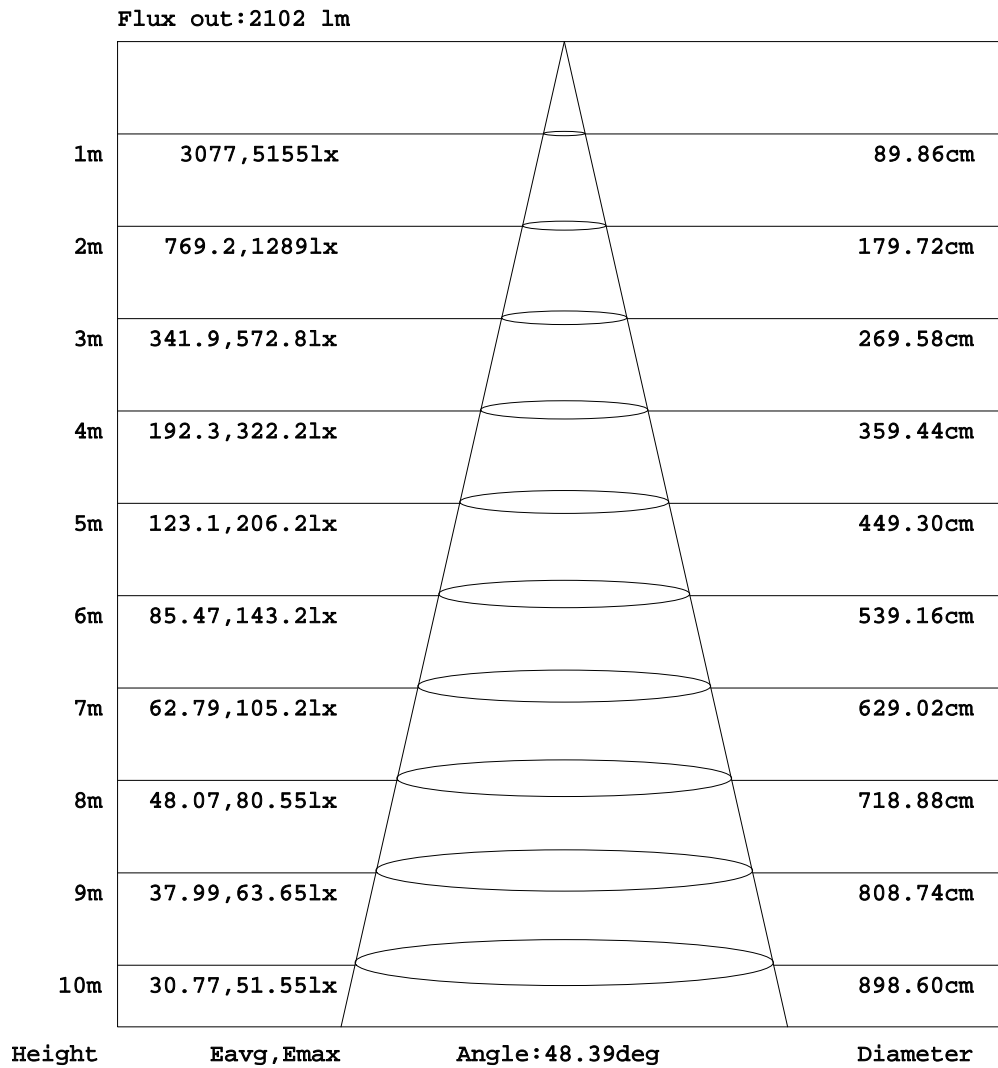 Flux out:2102 lm
1m 3077,5155lx 89.86cm
2m 769.2,1289lx 179.72cm
3m 341.9,572.8lx 269.58cm
4m 192.3,322.2lx 359.44cm
5m 123.1,206.2lx 449.30cm
6m 85.47,143.2lx 539.16cm
7m 62.79,105.2lx 629.02cm
8m 48.07,80.55lx 718.88cm
9m 37.99,63.65lx 808.74cm
10m 30.77,51.55lx 898.60cm
Height Eavg,Emax Angle:48.39deg Diameter